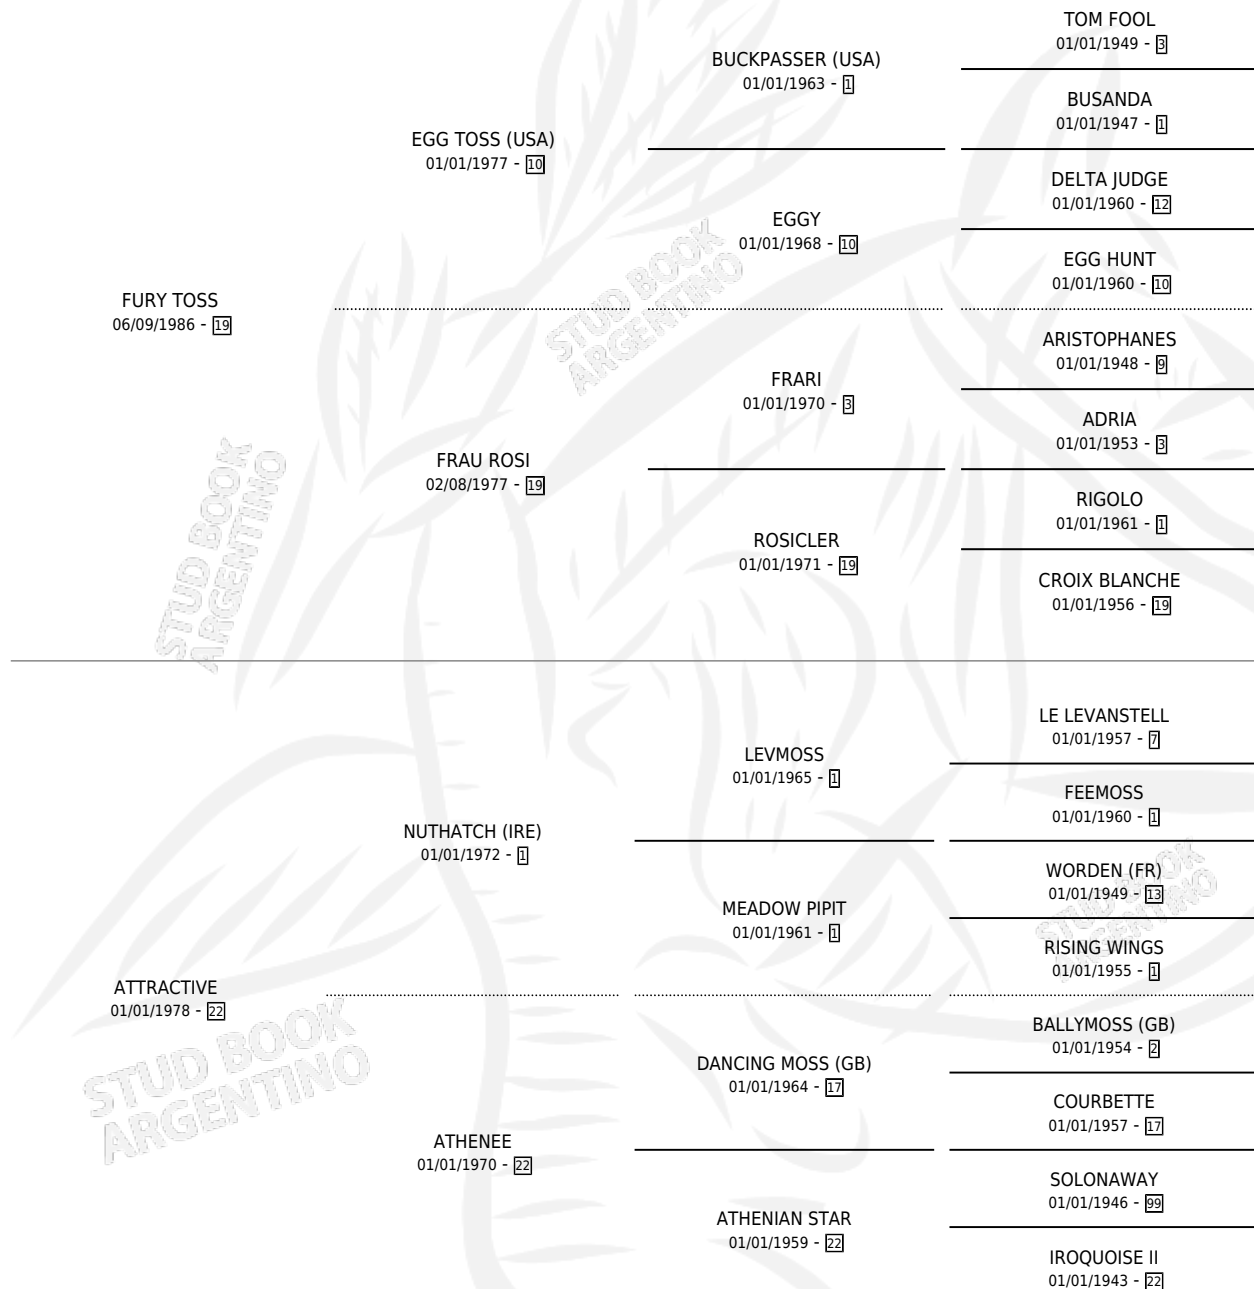 TOM FOOL
01/01/1949 - 3
BUCKPASSER (USA)
01/01/1963 - 1
BUSANDA
01/01/1947 - 1
EGG TOSS (USA)
01/01/1977 - 10
DELTA JUDGE
01/01/1960 - 12
EGGY
01/01/1968 - 10
EGG HUNT
01/01/1960 - 10
STUD BOOK
ARGENTINO
FURY TOSS
06/09/1986 - 19
ARISTOPHANES
01/01/1948 - 9
FRARI
01/01/1970 - 3
ADRIA
01/01/1953 - 3
FRAU ROSI
02/08/1977 - 19
RIGOLO
01/01/1961 - 1
ROSICLER
01/01/1971 - 19
CROIX BLANCHE
01/01/1956 - 19
STUD BOOK
ARGENTINO
LE LEVANSTELL
01/01/1957 - 7
LEVMOSS
01/01/1965 - 1
FEEMOSS
01/01/1960 - 1
NUTHATCH (IRE)
01/01/1972 - 1
WORDEN (FR)
01/01/1949 - 13
MEADOW PIPIT
01/01/1961 - 1
RISING WINGS
01/01/1955 - 1
STUD BOOK
ARGENTINO
ATTRACTIVE
01/01/1978 - 22
BALLYMOSS (GB)
01/01/1954 - 2
DANCING MOSS (GB)
01/01/1964 - 17
COURBETTE
01/01/1957 - 17
STUD BOOK
ARGENTINO
ATHENEE
01/01/1970 - 22
SOLONAWAY
01/01/1946 - 99
ATHENIAN STAR
01/01/1959 - 22
IROQUOISE II
01/01/1943 - 22